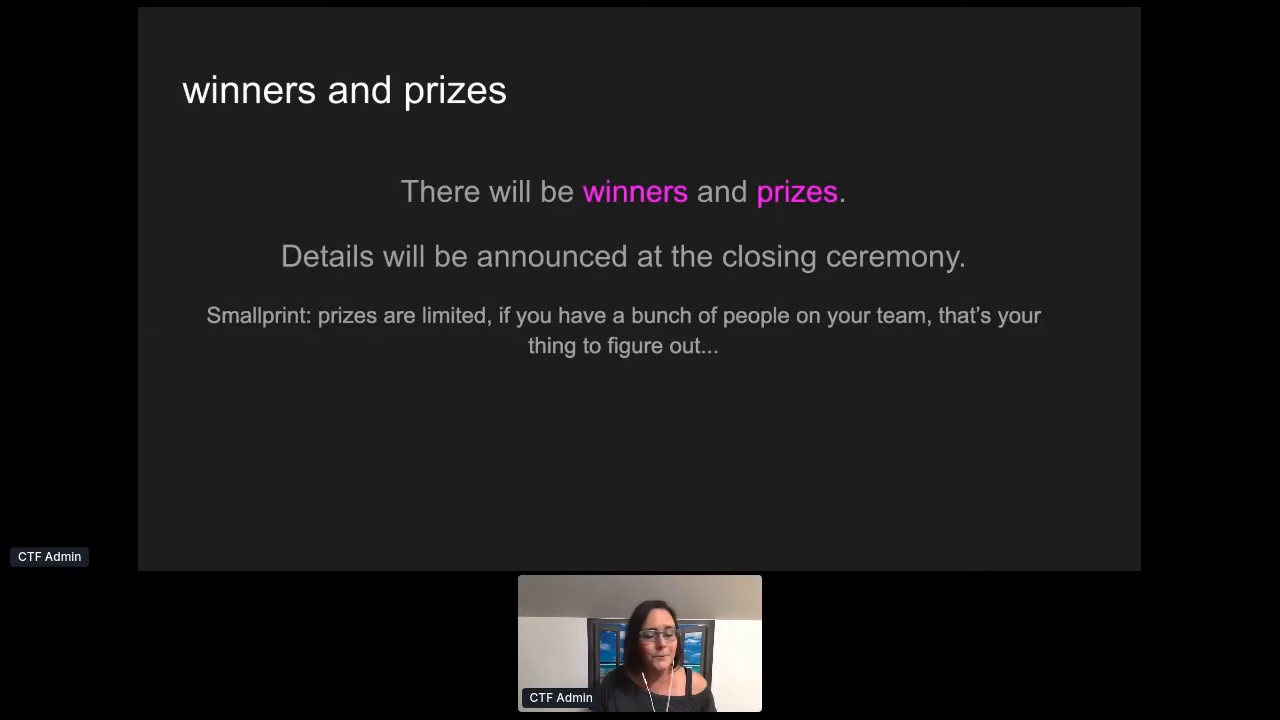 winners and prizes
There will be winners and prizes.
Details will be announced at the closing ceremony.
Smallprint: prizes are limited, if you have a bunch of people on your team, that’s your
thing to figure out...
CTF Admin
CTF Admin